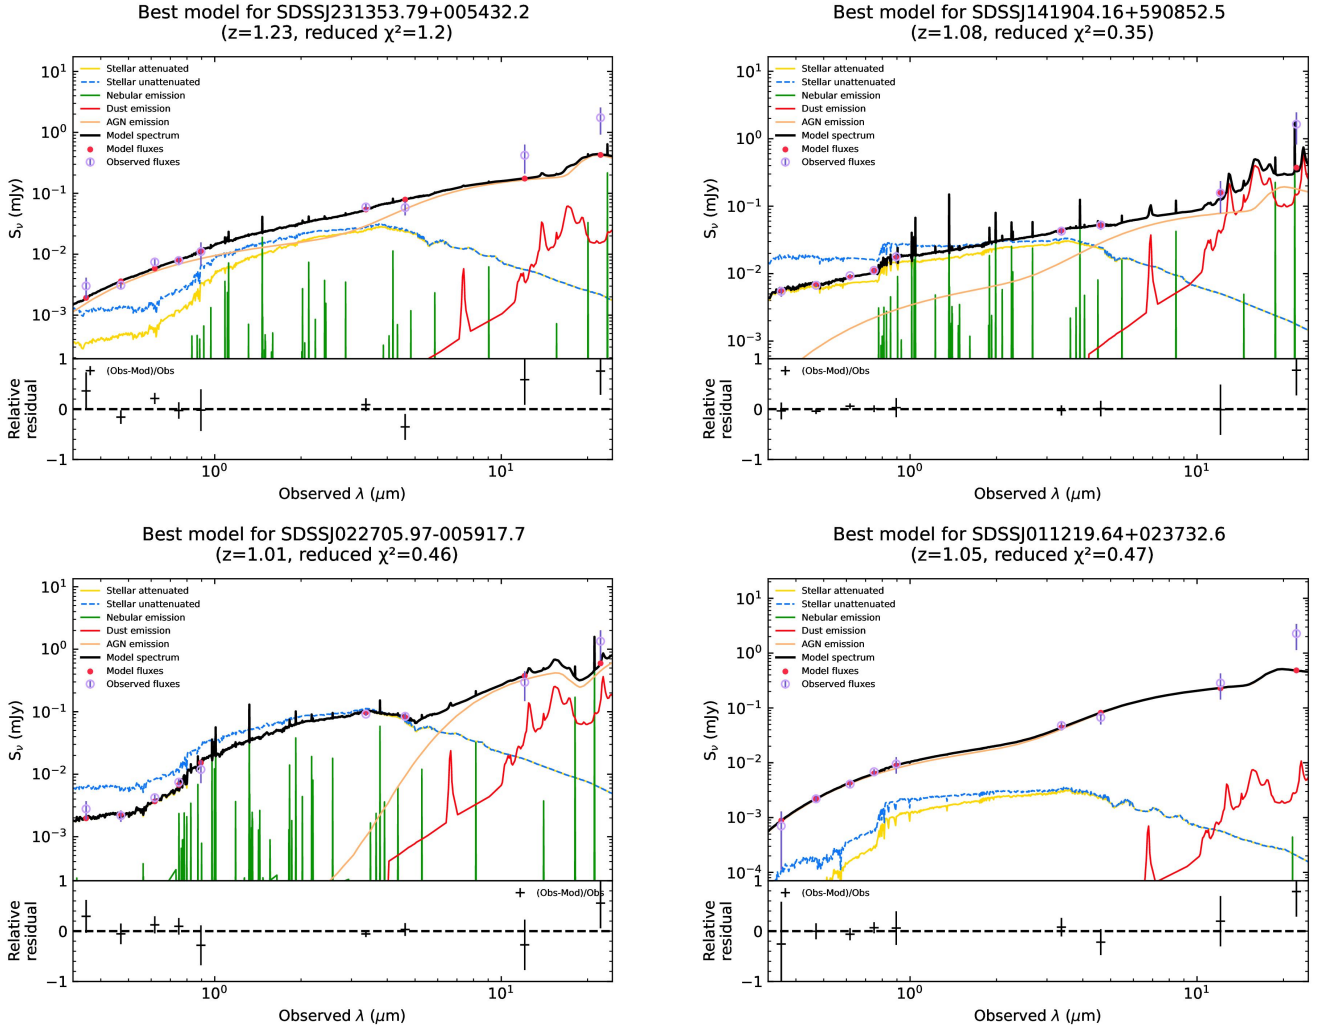 Best model for SDSSJ231353.79+005432.2
(z=1.23, reduced χ²=1.2)
10¹
10⁰
10⁻¹
10⁻²
10⁻³
Sν (mJy)
Stellar attenuated
Stellar unattenuated
Nebular emission
Dust emission
AGN emission
Model spectrum
Model fluxes
Observed fluxes
1
0
−1
Relative
residual
(Obs-Mod)/Obs
10⁰
10¹
Observed λ (μm)
Best model for SDSSJ141904.16+590852.5
(z=1.08, reduced χ²=0.35)
10¹
10⁰
10⁻¹
10⁻²
10⁻³
Sν (mJy)
Stellar attenuated
Stellar unattenuated
Nebular emission
Dust emission
AGN emission
Model spectrum
Model fluxes
Observed fluxes
1
0
−1
Relative
residual
(Obs-Mod)/Obs
10⁰
10¹
Observed λ (μm)
Best model for SDSSJ022705.97-005917.7
(z=1.01, reduced χ²=0.46)
10¹
10⁰
10⁻¹
10⁻²
10⁻³
Sν (mJy)
Stellar attenuated
Stellar unattenuated
Nebular emission
Dust emission
AGN emission
Model spectrum
Model fluxes
Observed fluxes
1
0
−1
Relative
residual
(Obs-Mod)/Obs
10⁰
10¹
Observed λ (μm)
Best model for SDSSJ011219.64+023732.6
(z=1.05, reduced χ²=0.47)
10¹
10⁰
10⁻¹
10⁻²
10⁻³
10⁻⁴
Sν (mJy)
Stellar attenuated
Stellar unattenuated
Nebular emission
Dust emission
AGN emission
Model spectrum
Model fluxes
Observed fluxes
1
0
−1
Relative
residual
(Obs-Mod)/Obs
10⁰
10¹
Observed λ (μm)